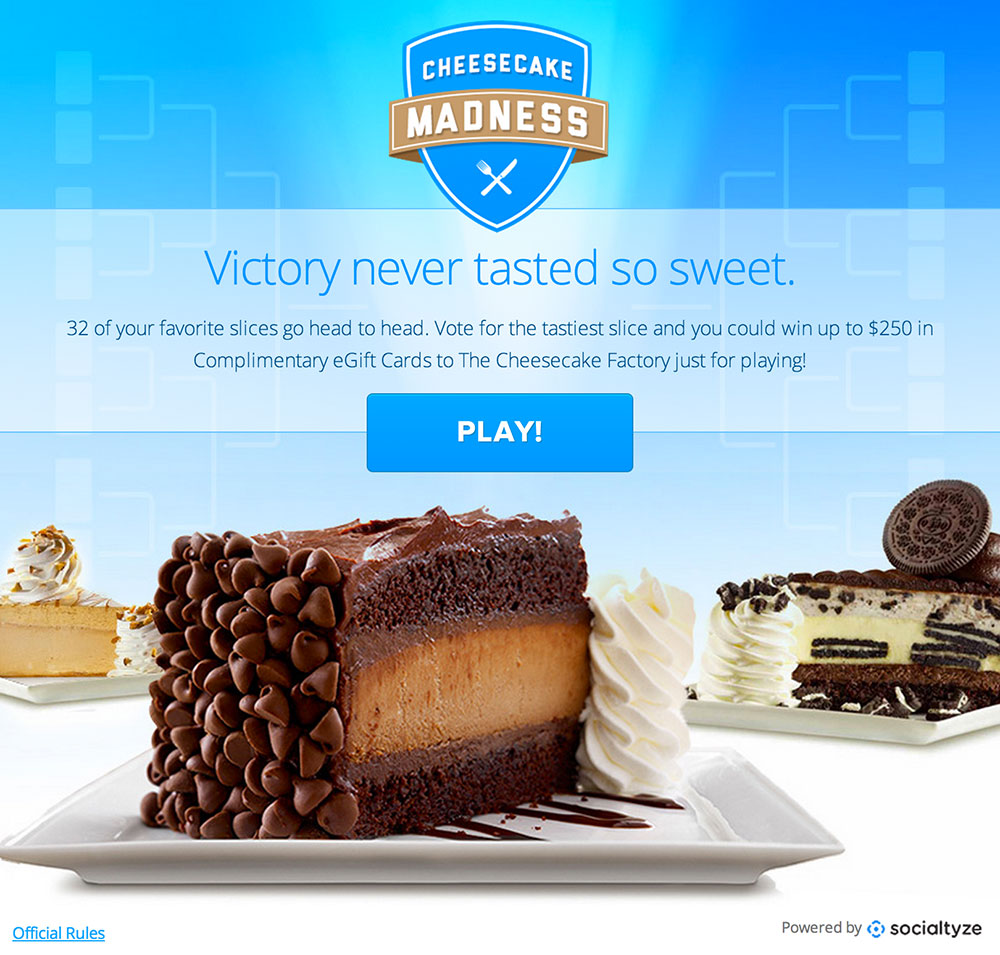 CHEESECAKE
MADNESS
Victory never tasted so sweet.
32 of your favorite slices go head to head. Vote for the tastiest slice and you could win up to $250 in
Complimentary eGift Cards to The Cheesecake Factory just for playing!
PLAY!
Official Rules
Powered by socialtyze